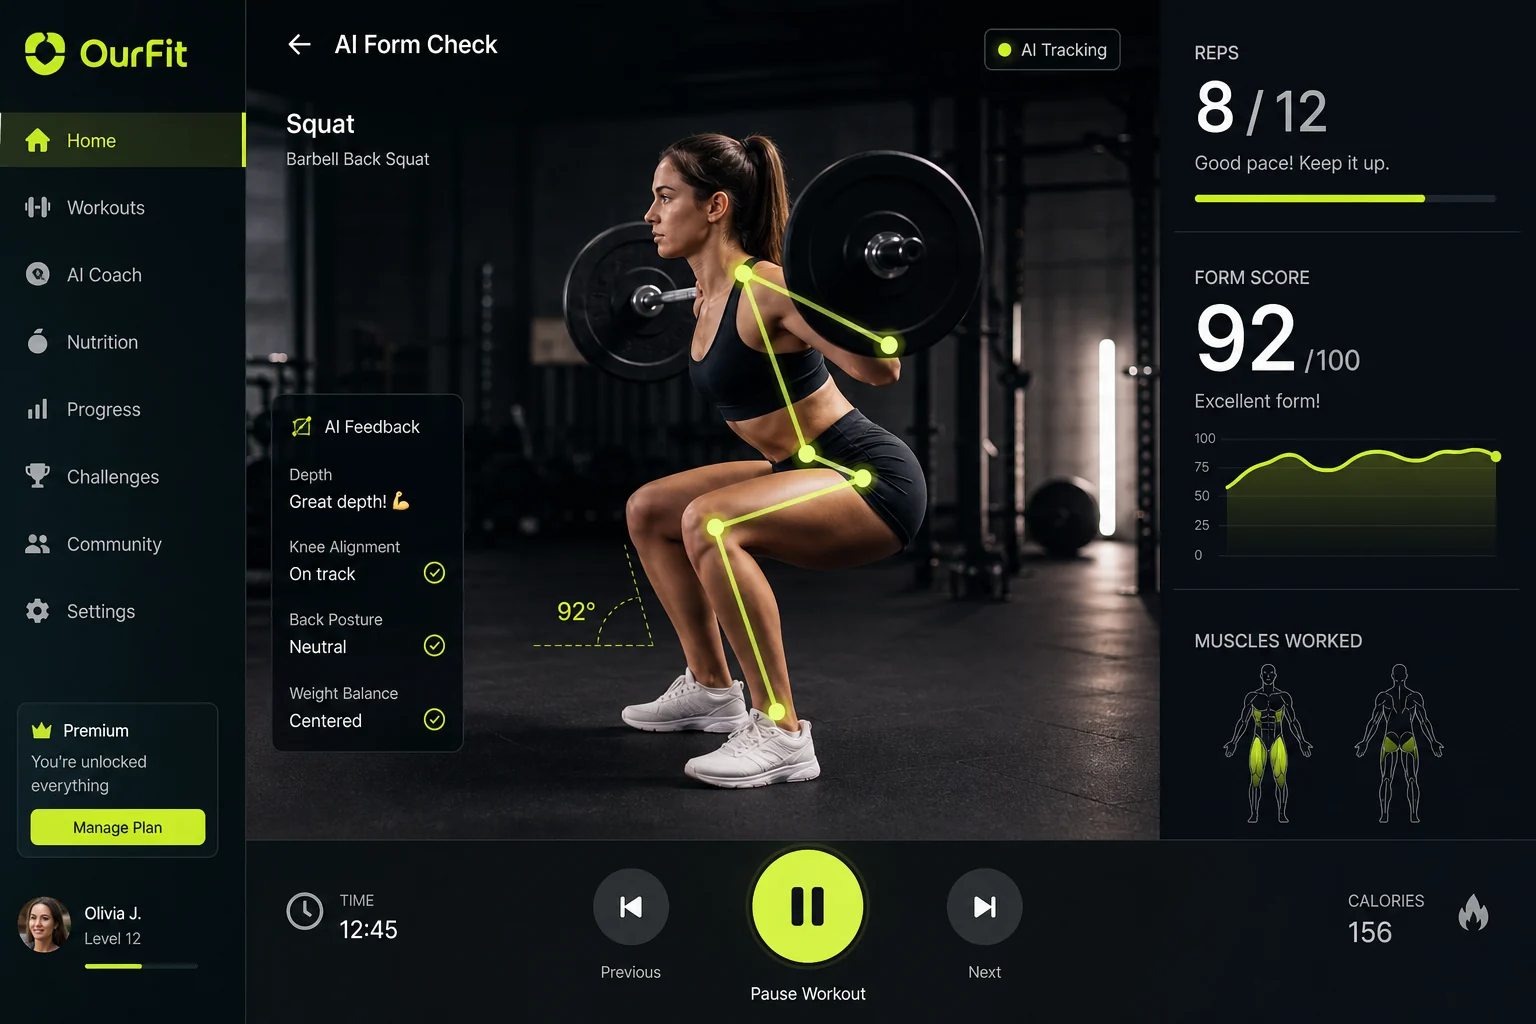 OurFit
Home
Workouts
AI Coach
Nutrition
Progress
Challenges
Community
Settings
Premium
You're unlocked
everything
Manage Plan
Olivia J.
Level 12
AI Form Check
AI Tracking
Squat
Barbell Back Squat
AI Feedback
Depth
Great depth! 💪
Knee Alignment
On track
Back Posture
Neutral
Weight Balance
Centered
92°
REPS
8 / 12
Good pace! Keep it up.
FORM SCORE
92 /100
Excellent form!
100
75
50
25
0
MUSCLES WORKED
TIME
12:45
Previous
Pause Workout
Next
CALORIES
156